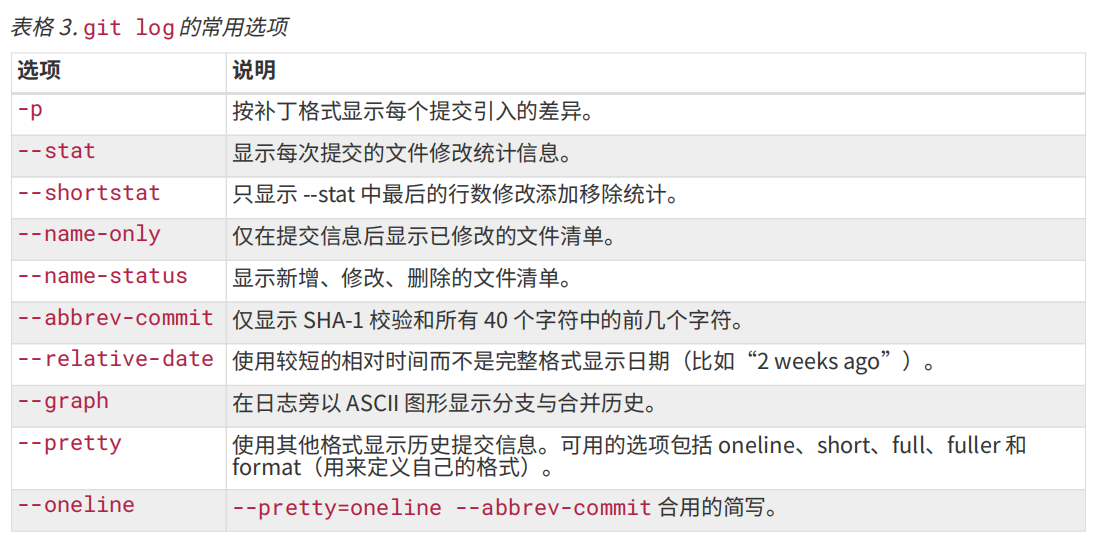 表格 3. git log 的常用选项
选项 说明
-p 按补丁格式显示每个提交引入的差异。
--stat 显示每次提交的文件修改统计信息。
--shortstat 只显示 --stat 中最后的行数修改添加移除统计。
--name-only 仅在提交信息后显示已修改的文件清单。
--name-status 显示新增、修改、删除的文件清单。
--abbrev-commit 仅显示 SHA-1 校验和所有 40 个字符中的前几个字符。
--relative-date 使用较短的相对时间而不是完整格式显示日期（比如“2 weeks ago”）。
--graph 在日志旁以 ASCII 图形显示分支与合并历史。
--pretty 使用其他格式显示历史提交信息。可用的选项包括 oneline、short、full、fuller 和
format（用来定义自己的格式）。
--oneline --pretty=oneline --abbrev-commit 合用的简写。